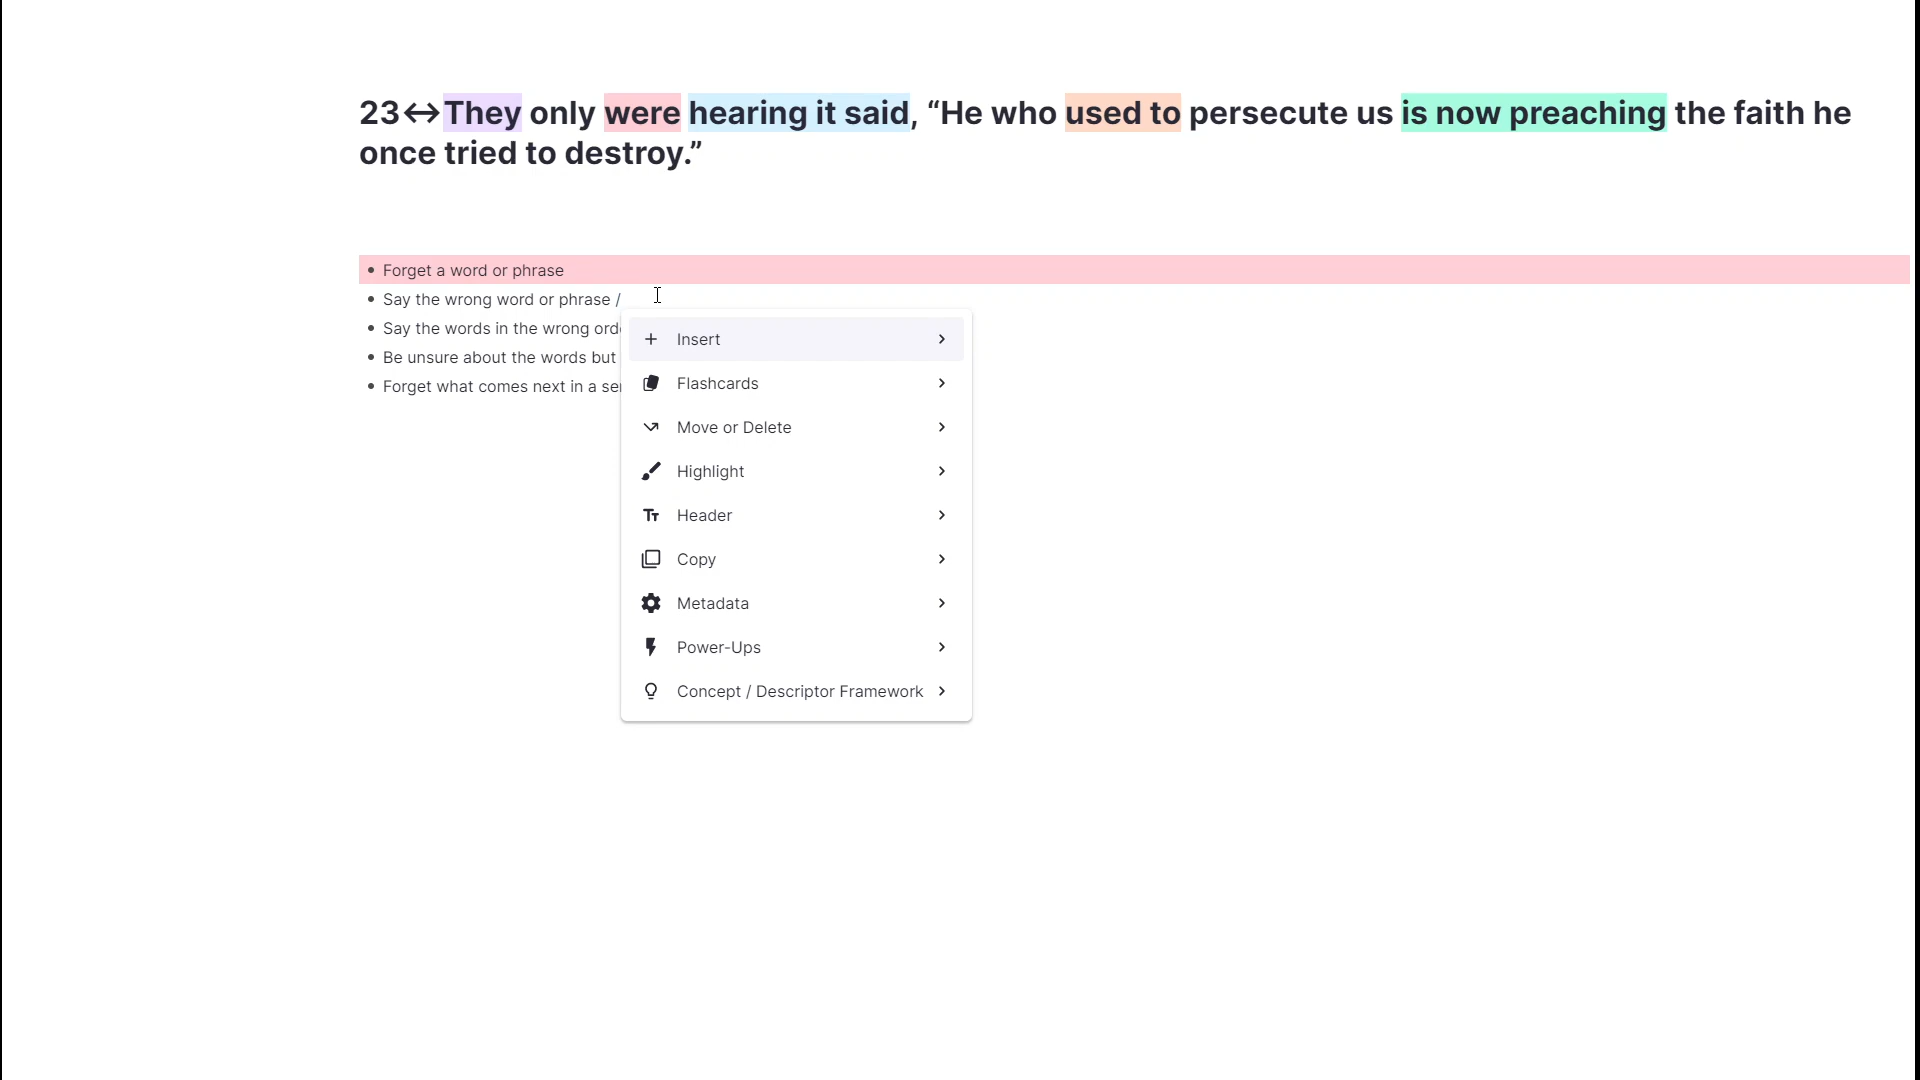 23↔They only were hearing it said, “He who used to persecute us is now preaching the faith he
once tried to destroy.”
Forget a word or phrase
Say the wrong word or phrase /
Say the words in the wrong
Be unsure about the words but
Forget what comes next in a
Insert
Flashcards
Move or Delete
Highlight
Header
Copy
Metadata
Power-Ups
Concept / Descriptor Framework